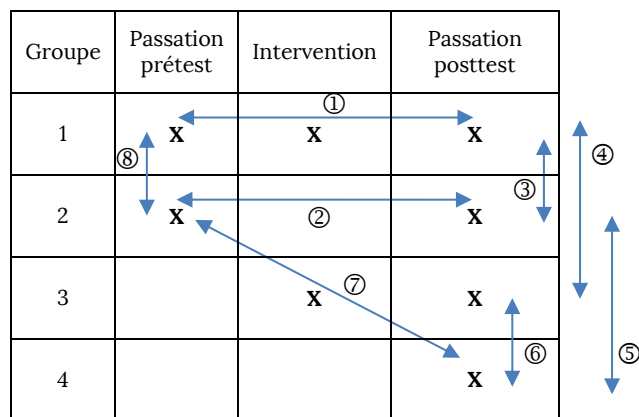 Groupe Passation prétest Intervention Passation posttest
①
1 X X X
⑧ ③ ④
2 X X
②
⑦
3 X X
⑥ ⑤
4 X